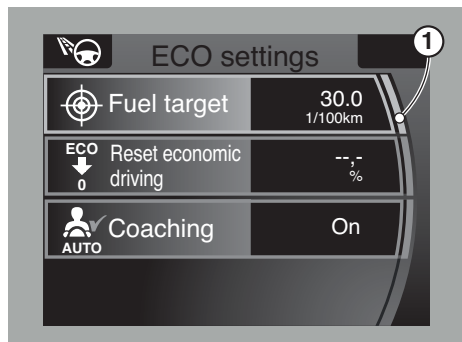 ECO settings
1
Fuel target
30.0
1/100km
ECO
0
Reset economic
driving
--,-
%
AUTO
Coaching
On